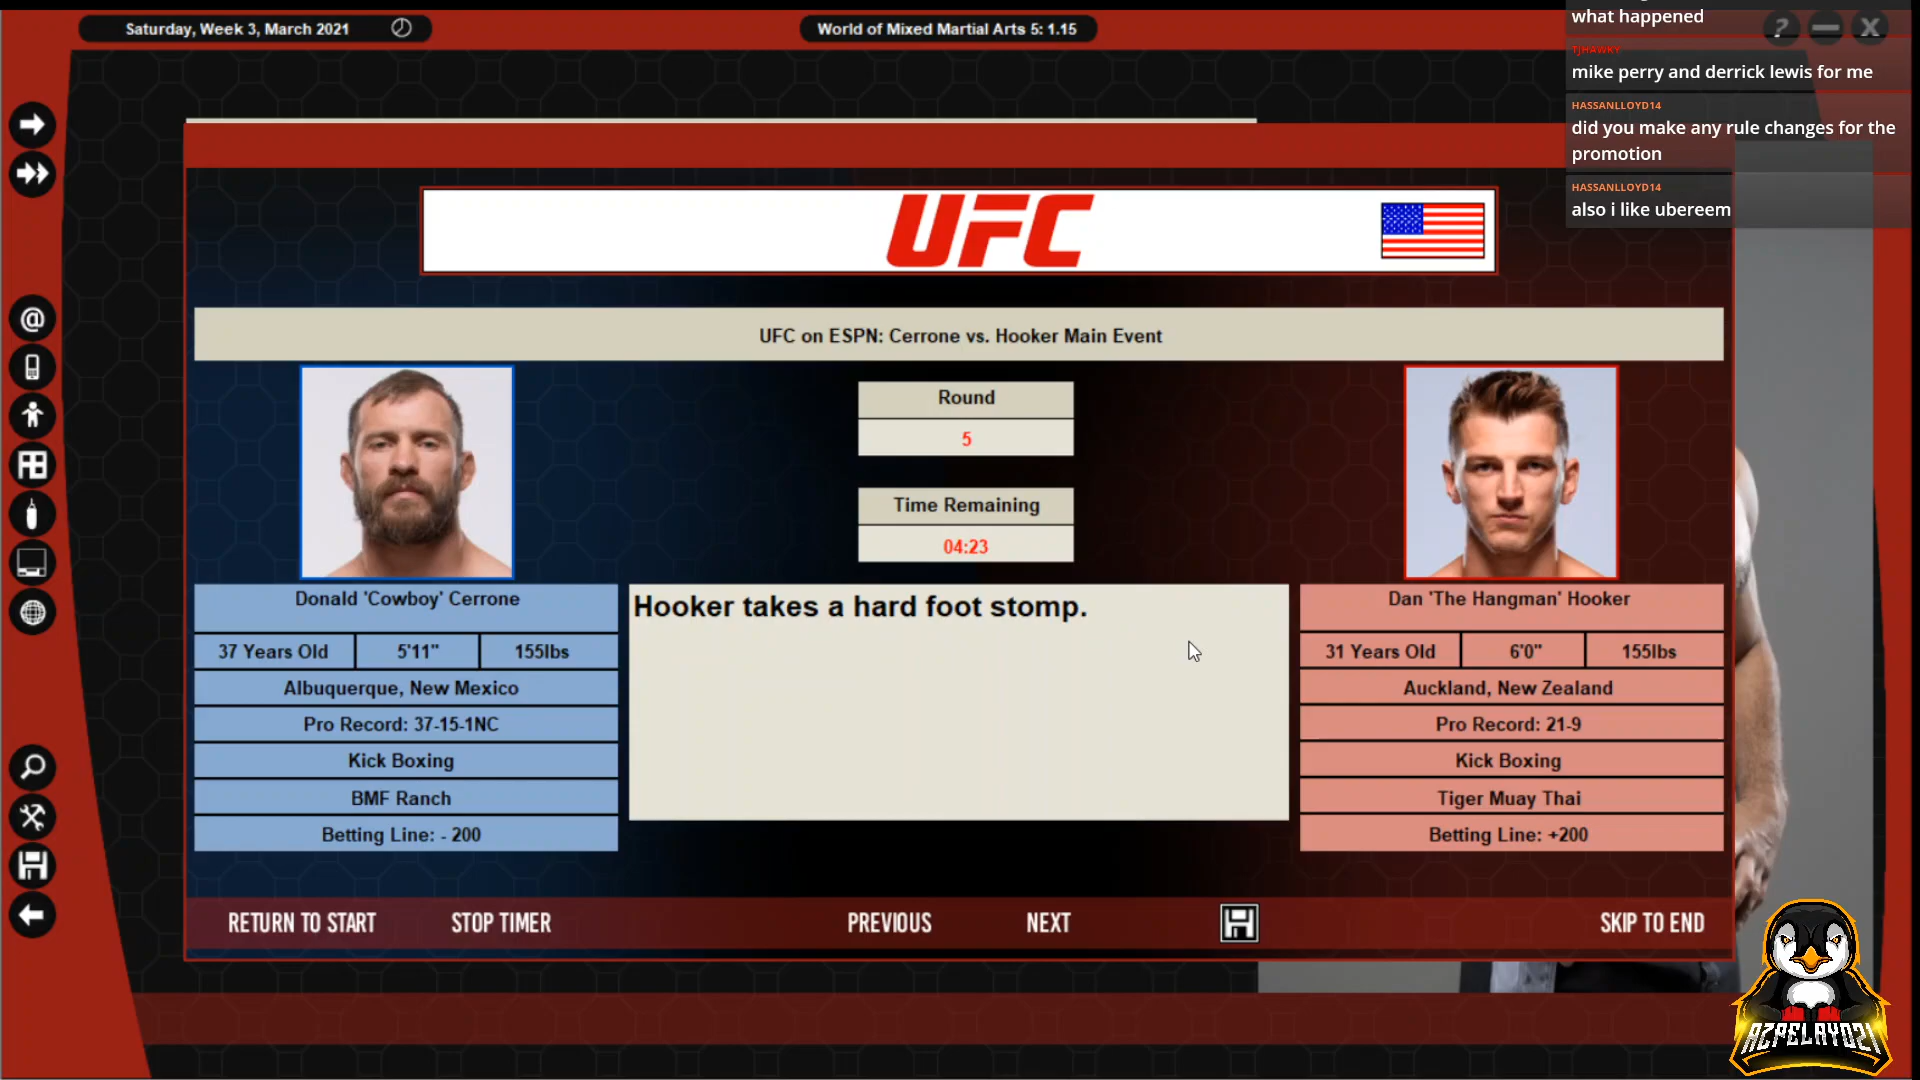 Saturday, Week 3, March 2021
World of Mixed Martial Arts 5: 1.15
what happened
TJHAWKY
mike perry and derrick lewis for me
HASSANLLOYD14
did you make any rule changes for the
promotion
HASSANLLOYD14
also i like ubereem
UFC
UFC on ESPN: Cerrone vs. Hooker Main Event
Round
5
Time Remaining
04:23
Donald 'Cowboy' Cerrone
37 Years Old
5'11"
155lbs
Albuquerque, New Mexico
Pro Record: 37-15-1NC
Kick Boxing
BMF Ranch
Betting Line: - 200
Hooker takes a hard foot stomp.
Dan 'The Hangman' Hooker
31 Years Old
6'0"
155lbs
Auckland, New Zealand
Pro Record: 21-9
Kick Boxing
Tiger Muay Thai
Betting Line: +200
RETURN TO START
STOP TIMER
PREVIOUS
NEXT
SKIP TO END
AZPELAYO21